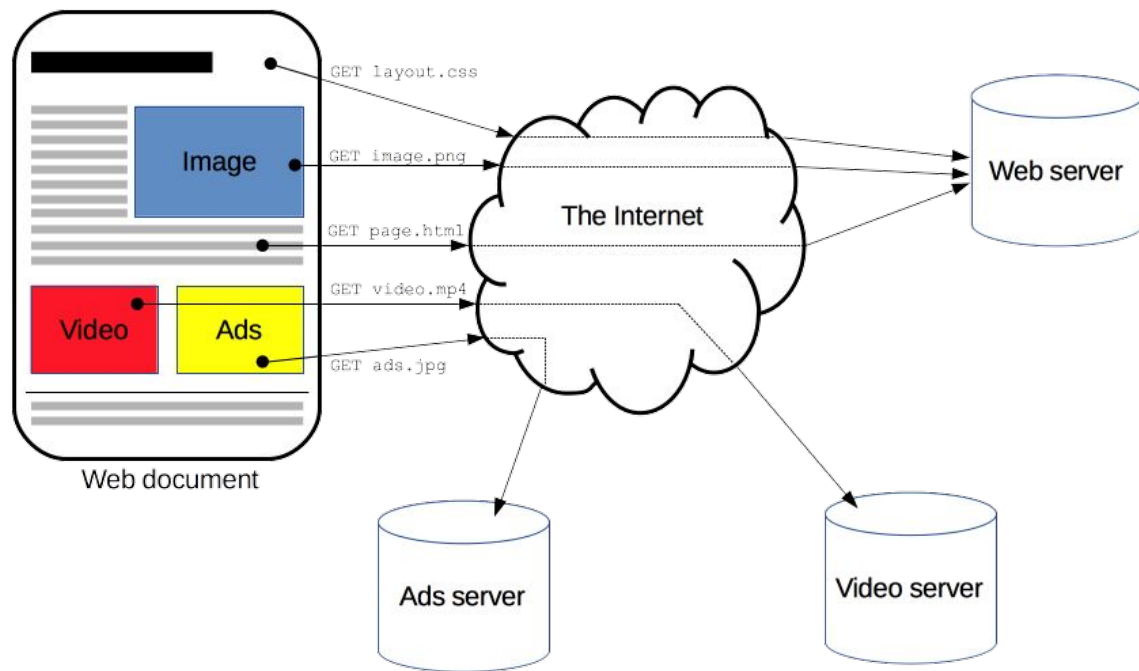 GET layout.css
Image
GET image.png
Web server
The Internet
GET page.html
GET video.mp4
Video
Ads
GET ads.jpg
Web document
Ads server
Video server